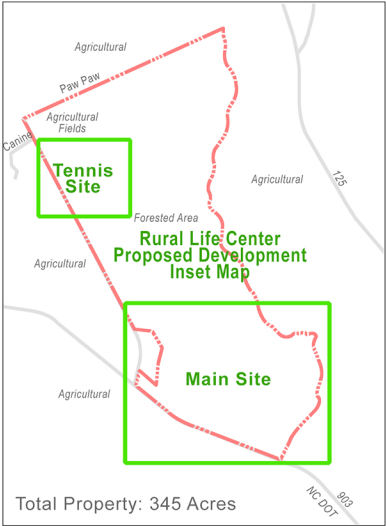 Agricultural
Paw Paw
Agricultural
Fields
Canine
Tennis
Site
Agricultural
125
Forested Area
Rural Life Center
Proposed Development
Inset Map
Agricultural
Main Site
Agricultural
903
NC DOT
Total Property: 345 Acres